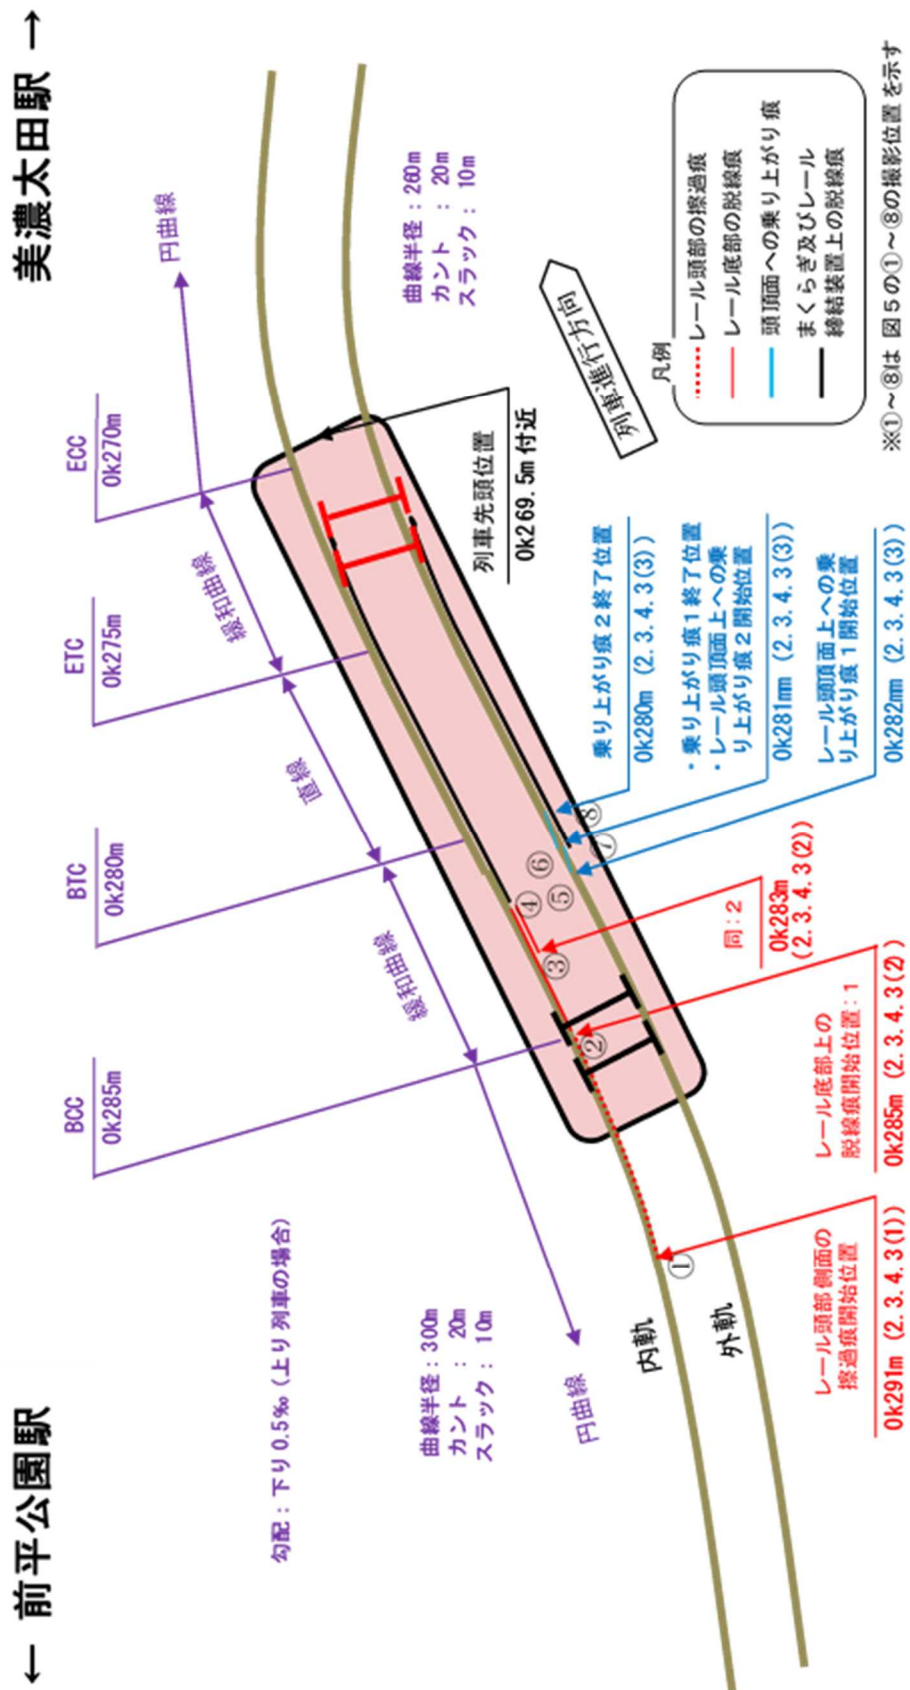 ← 前平公園駅
美濃太田駅 →
BCC
0k285m
BTC
0k280m
ETC
0k275m
ECC
0k270m
円曲線
緩和曲線
直線
緩和曲線
円曲線
勾配：下り0.5‰（上り列車の場合）
曲線半径：300m
カント ： 20m
スラック： 10m
曲線半径：260m
カント ： 20m
スラック： 10m
内軌
外軌
①
②
③
④
⑤
⑥
⑦
⑧
列車先頭位置
0k269.5m付近
列車進行方向
レール頭部側面の
擦過痕開始位置
0k291m（2.3.4.3(1)）
レール底部上の
脱線痕開始位置：1
0k285m（2.3.4.3(2)）
同：2
0k283m
（2.3.4.3(2)）
レール頭頂面上への乗
り上がり痕1開始位置
0k282mm（2.3.4.3(3)）
・乗り上がり痕1終了位置
・レール頭頂面上への乗
り上がり痕2開始位置
0k281mm（2.3.4.3(3)）
乗り上がり痕2終了位置
0k280m（2.3.4.3(3)）
凡例
レール頭部の擦過痕
レール底部の脱線痕
頭頂面への乗り上がり痕
まくらぎ及びレール
締結装置上の脱線痕
※①～⑧は 図5の①～⑧の撮影位置を示す